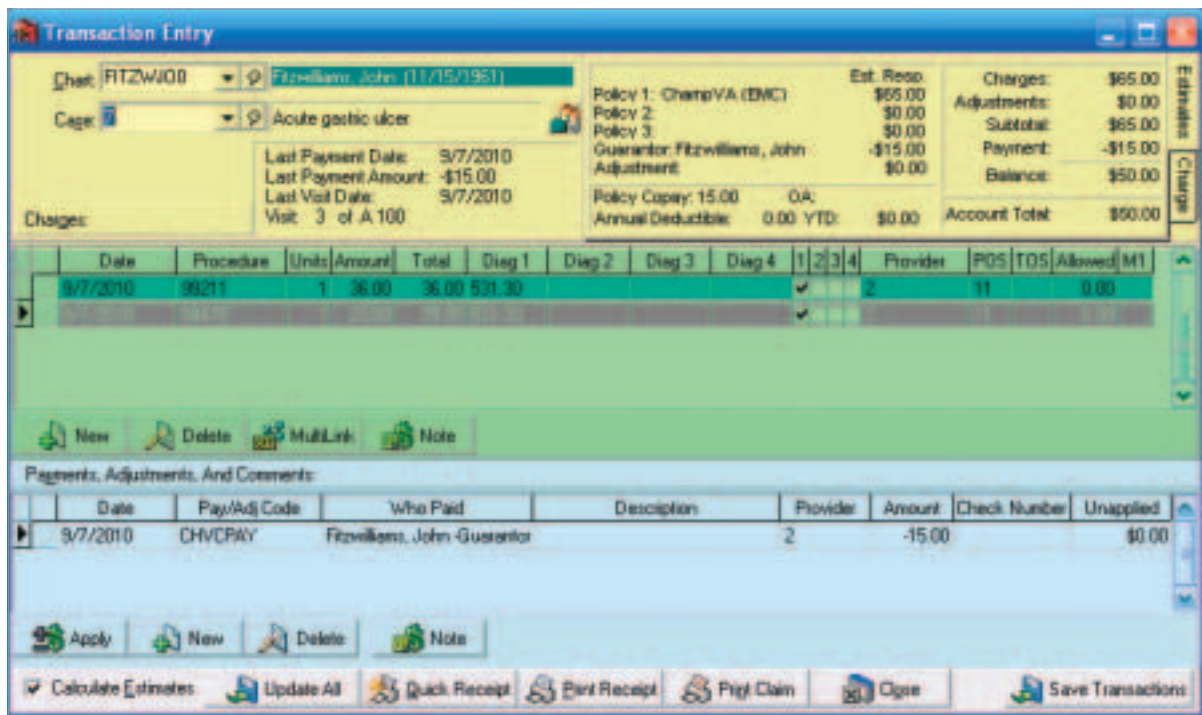 Transaction Entry
Chart: FITZWJO0 Fitzwilliams, John (11/15/1961)
Case: Acute gastric ulcer
Last Payment Date: 9/7/2010
Last Payment Amount: -$15.00
Last Visit Date: 9/7/2010
Visit: 3 of A 100
Charges:
Est. Resp.
Policy 1: ChampVA (EMC) $65.00
Policy 2: $0.00
Policy 3: $0.00
Guarantor: Fitzwilliams, John -$15.00
Adjustment: $0.00
Policy Copay: 15.00 OA:
Annual Deductible: 0.00 YTD: $0.00
Charges: $65.00
Adjustments: $0.00
Subtotal: $65.00
Payment: -$15.00
Balance: $50.00
Account Total: $50.00
Estimates
Charge
Date Procedure Units Amount Total Diag 1 Diag 2 Diag 3 Diag 4 1 2 3 4 Provider POS TOS Allowed M1
9/7/2010 99211 1 36.00 36.00 531.30 2 11 0.00
New Delete MultiLink Note
Payments, Adjustments, And Comments:
Date Pay/Adj Code Who Paid Description Provider Amount Check Number Unapplied
9/7/2010 CHVCPAY Fitzwilliams, John -Guarantor 2 -15.00 $0.00
Apply New Delete Note
Calculate Estimates Update All Quick Receipt Print Receipt Print Claim Close Save Transactions